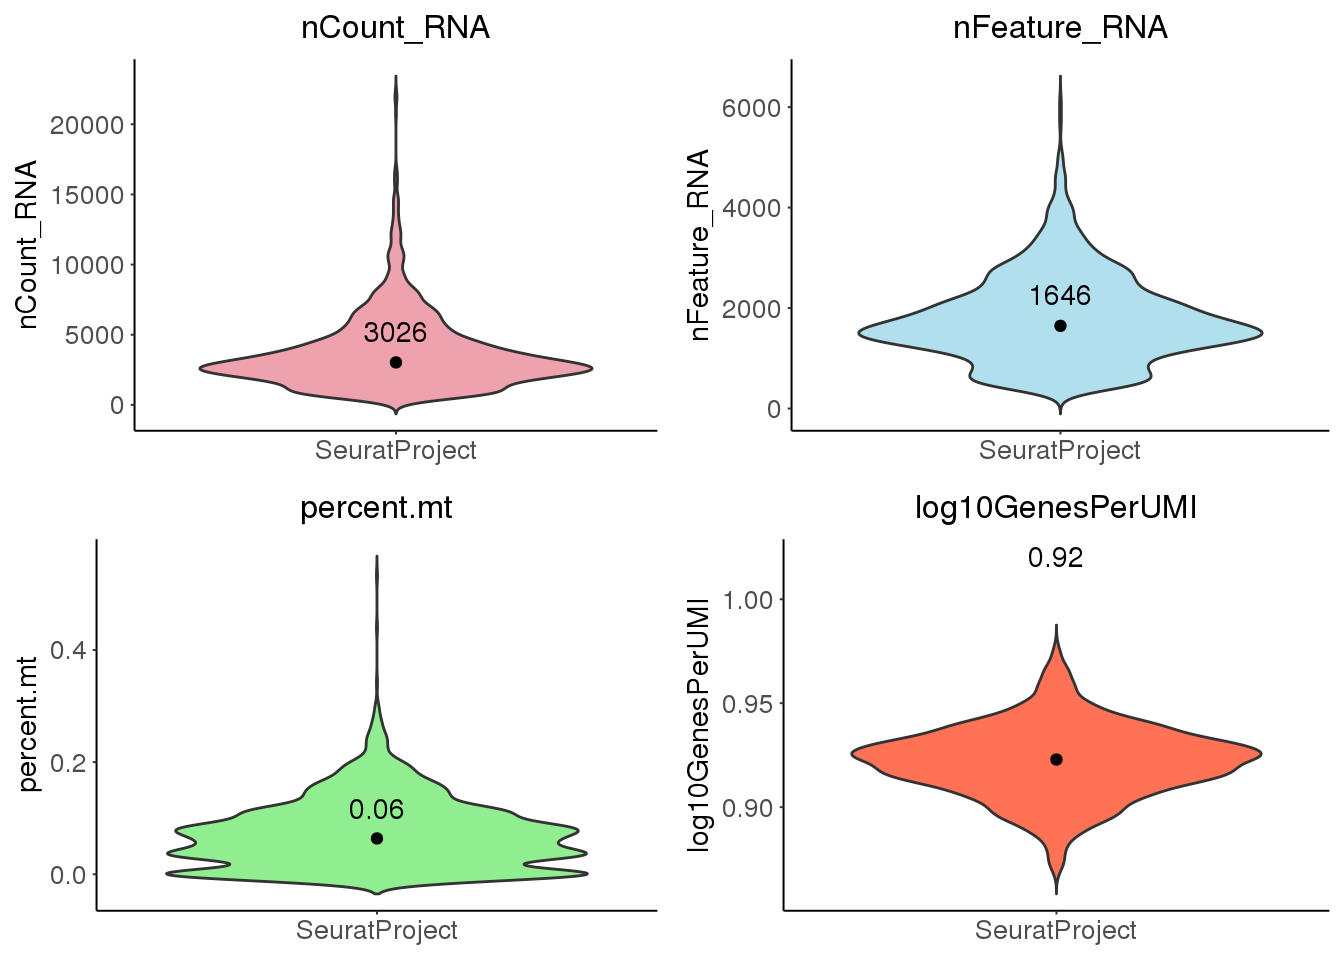 nCount_RNA
nCount_RNA
20000
15000
10000
5000
0
3026
SeuratProject
nFeature_RNA
nFeature_RNA
6000
4000
2000
0
1646
SeuratProject
percent.mt
percent.mt
0.4
0.2
0.0
0.06
SeuratProject
log10GenesPerUMI
log10GenesPerUMI
0.92
1.00
0.95
0.90
SeuratProject